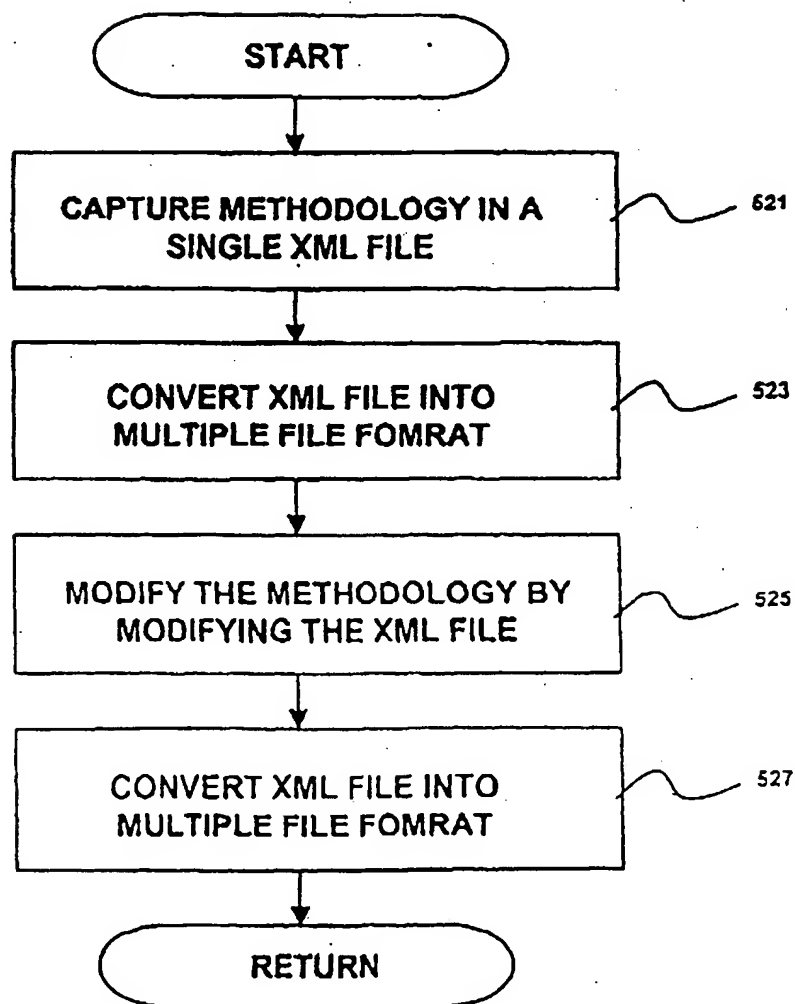 START
CAPTURE METHODOLOGY IN A
SINGLE XML FILE
521
CONVERT XML FILE INTO
MULTIPLE FILE FOMRAT
523
MODIFY THE METHODOLOGY BY
MODIFYING THE XML FILE
525
CONVERT XML FILE INTO
MULTIPLE FILE FOMRAT
527
RETURN